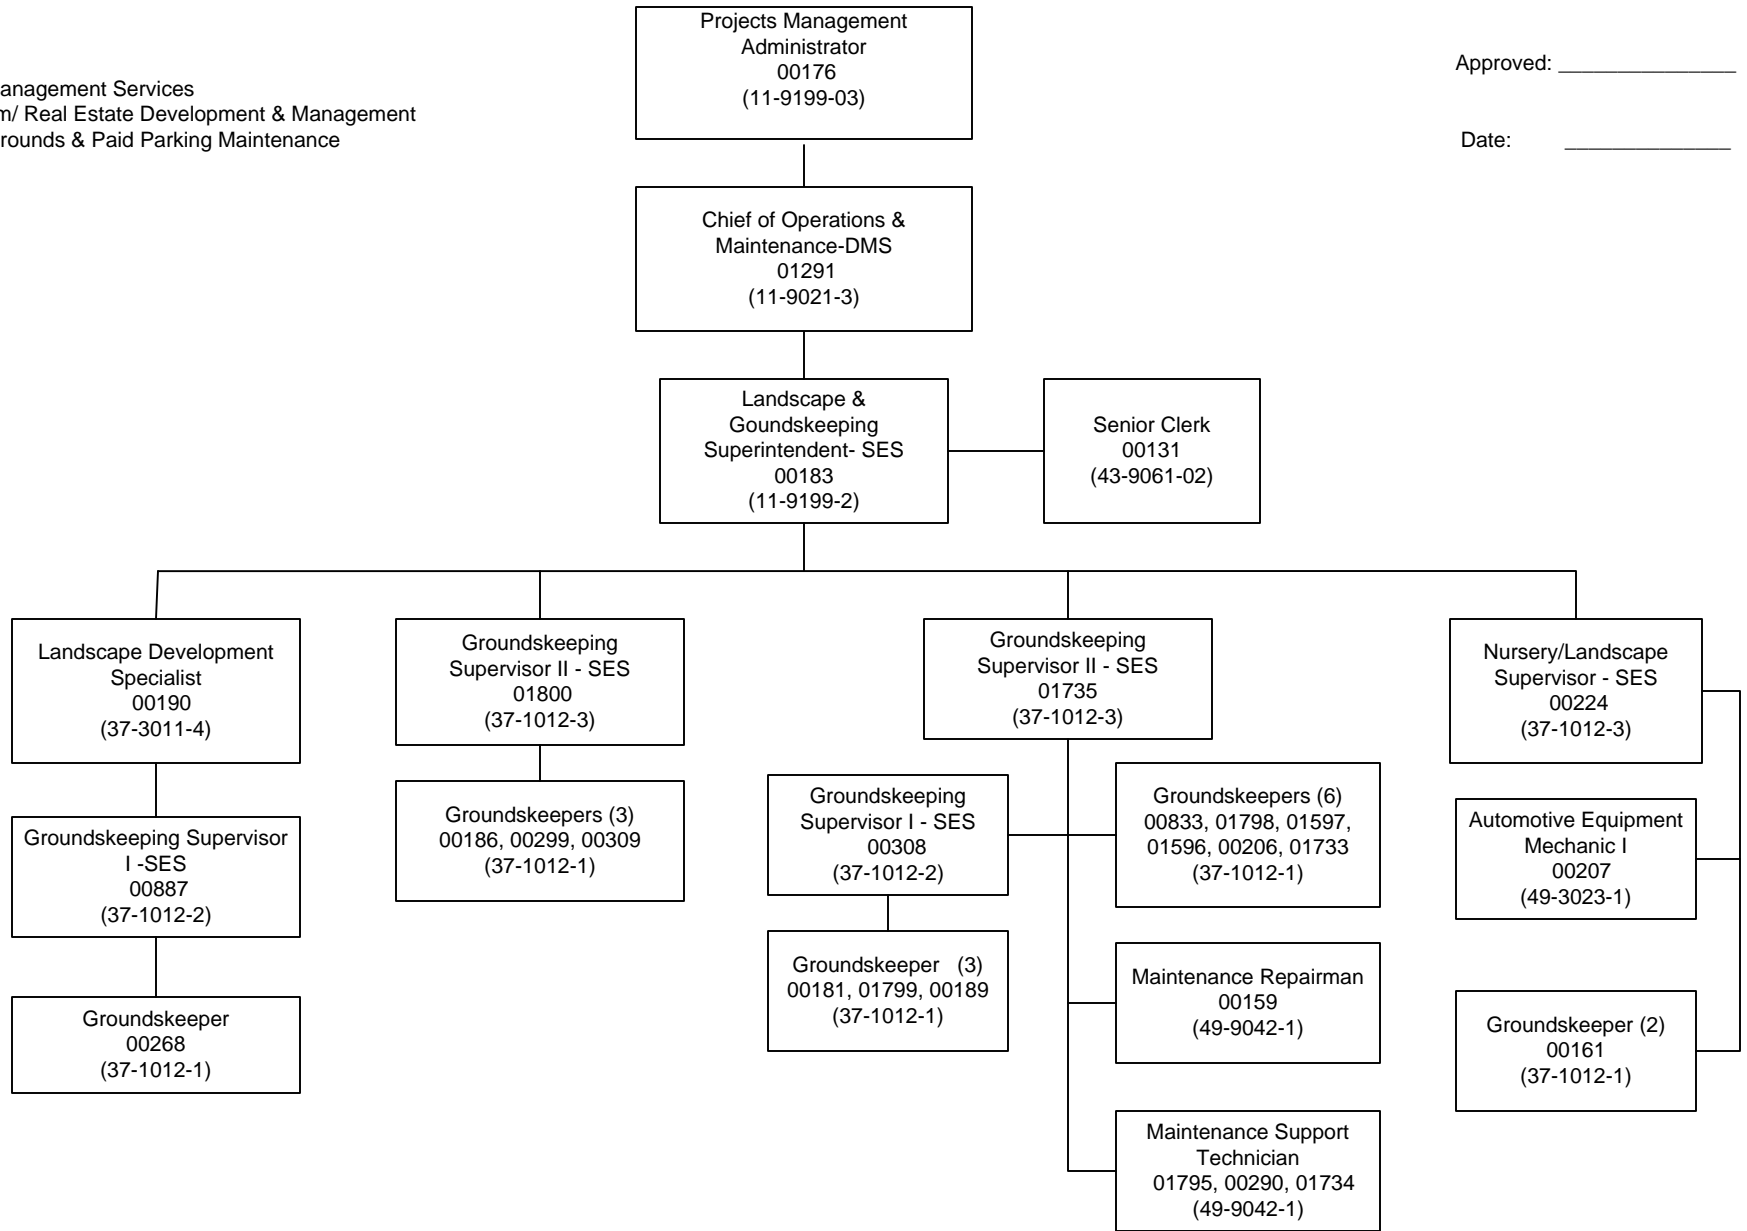 anagement Services
m/ Real Estate Development & Management
rounds & Paid Parking Maintenance
Projects Management
Administrator
00176
(11-9199-03)
Approved: _______________
Date: ______________
Chief of Operations &
Maintenance-DMS
01291
(11-9021-3)
Landscape &
Goundskeeping
Superintendent- SES
00183
(11-9199-2)
Senior Clerk
00131
(43-9061-02)
Landscape Development
Specialist
00190
(37-3011-4)
Groundskeeping Supervisor
I -SES
00887
(37-1012-2)
Groundskeeper
00268
(37-1012-1)
Groundskeeping
Supervisor II - SES
01800
(37-1012-3)
Groundskeepers (3)
00186, 00299, 00309
(37-1012-1)
Groundskeeping
Supervisor II - SES
01735
(37-1012-3)
Groundskeeping
Supervisor I - SES
00308
(37-1012-2)
Groundskeeper (3)
00181, 01799, 00189
(37-1012-1)
Groundskeepers (6)
00833, 01798, 01597,
01596, 00206, 01733
(37-1012-1)
Maintenance Repairman
00159
(49-9042-1)
Maintenance Support
Technician
01795, 00290, 01734
(49-9042-1)
Nursery/Landscape
Supervisor - SES
00224
(37-1012-3)
Automotive Equipment
Mechanic I
00207
(49-3023-1)
Groundskeeper (2)
00161
(37-1012-1)